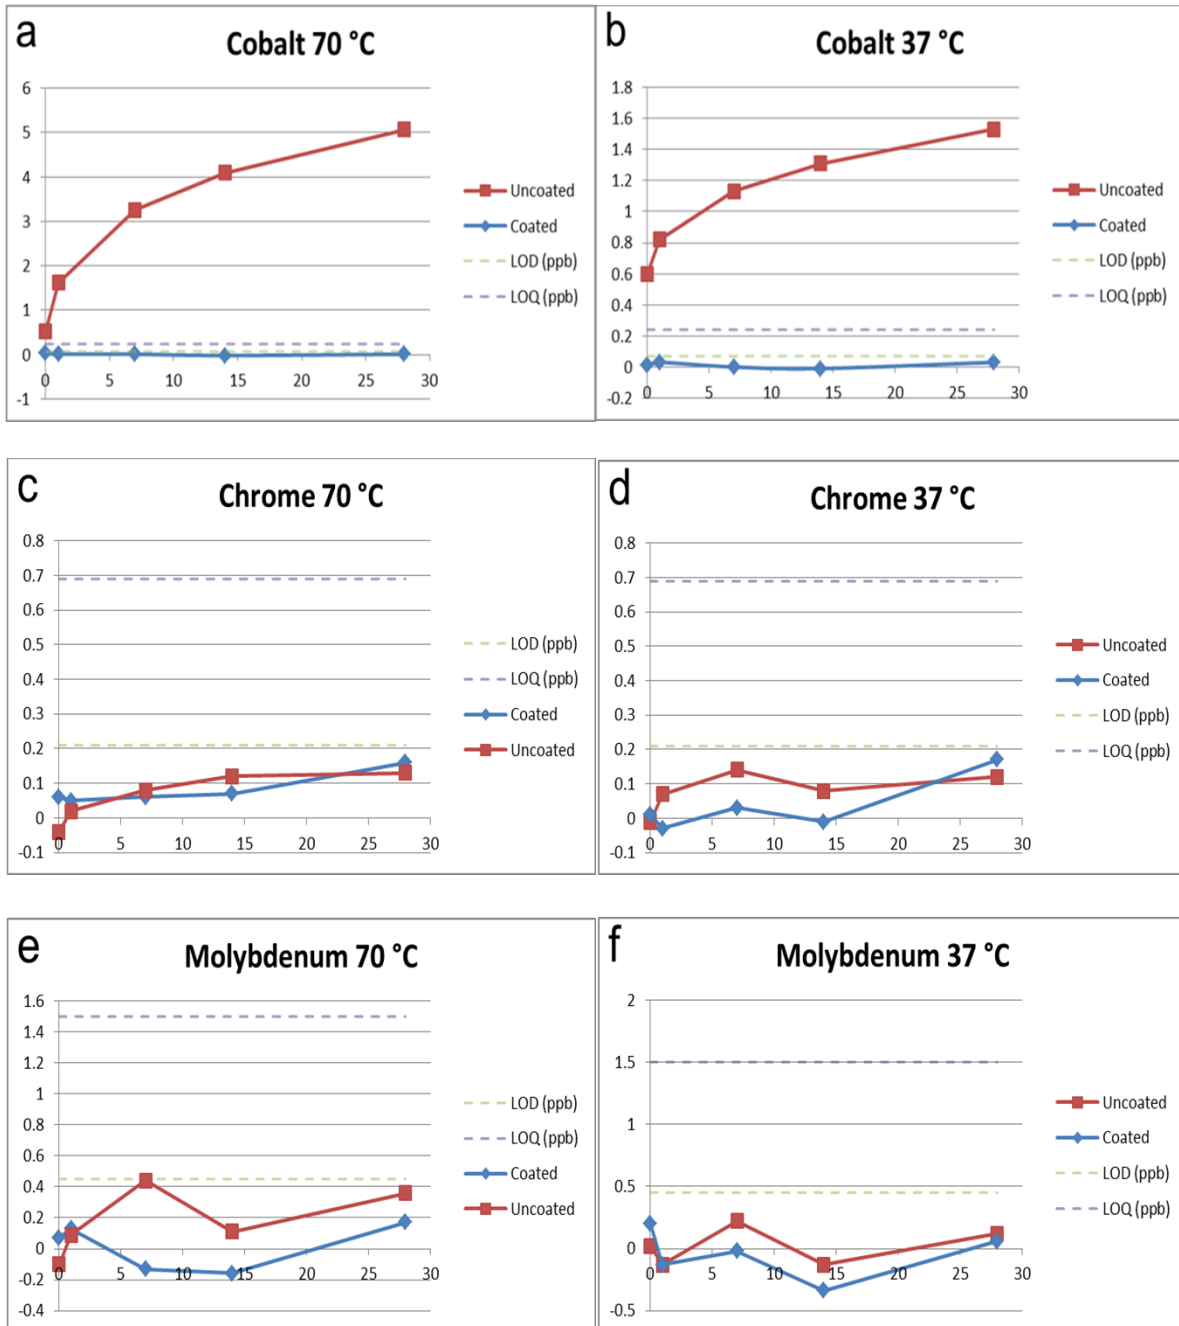 a
Cobalt 70 °C
6
5
4
3
2
1
0
-1
0 5 10 15 20 25 30
Uncoated
Coated
LOD (ppb)
LOQ (ppb)
b
Cobalt 37 °C
1.8
1.6
1.4
1.2
1
0.8
0.6
0.4
0.2
0
-0.2
0 5 10 15 20 25 30
Uncoated
Coated
LOD (ppb)
LOQ (ppb)
c
Chrome 70 °C
0.8
0.7
0.6
0.5
0.4
0.3
0.2
0.1
0
-0.1
0 5 10 15 20 25 30
LOD (ppb)
LOQ (ppb)
Coated
Uncoated
d
Chrome 37 °C
0.8
0.7
0.6
0.5
0.4
0.3
0.2
0.1
0
-0.1
0 5 10 15 20 25 30
Uncoated
Coated
LOD (ppb)
LOQ (ppb)
e
Molybdenum 70 °C
1.6
1.4
1.2
1
0.8
0.6
0.4
0.2
0
-0.2
-0.4
0 5 10 15 20 25 30
LOD (ppb)
LOQ (ppb)
Coated
Uncoated
f
Molybdenum 37 °C
2
1.5
1
0.5
0
-0.5
0 5 10 15 20 25 30
Uncoated
Coated
LOD (ppb)
LOQ (ppb)